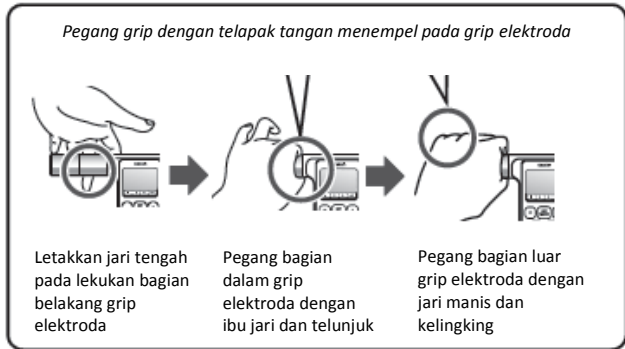 Pegang grip dengan telapak tangan menempel pada grip elektroda
Letakkan jari tengah
pada lekukan bagian
belakang grip
elektroda
Pegang bagian
dalam grip
elektroda dengan
ibu jari dan telunjuk
Pegang bagian luar
grip elektroda dengan
jari manis dan
kelingking